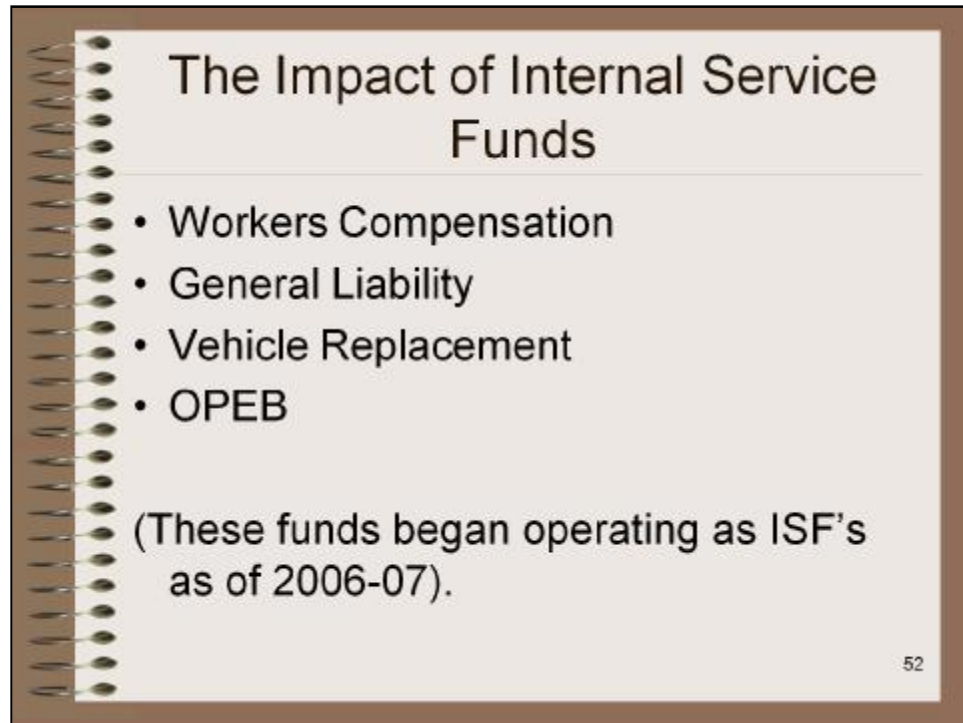 The Impact of Internal Service
Funds
• Workers Compensation
• General Liability
• Vehicle Replacement
• OPEB
(These funds began operating as ISF's
as of 2006-07).
52